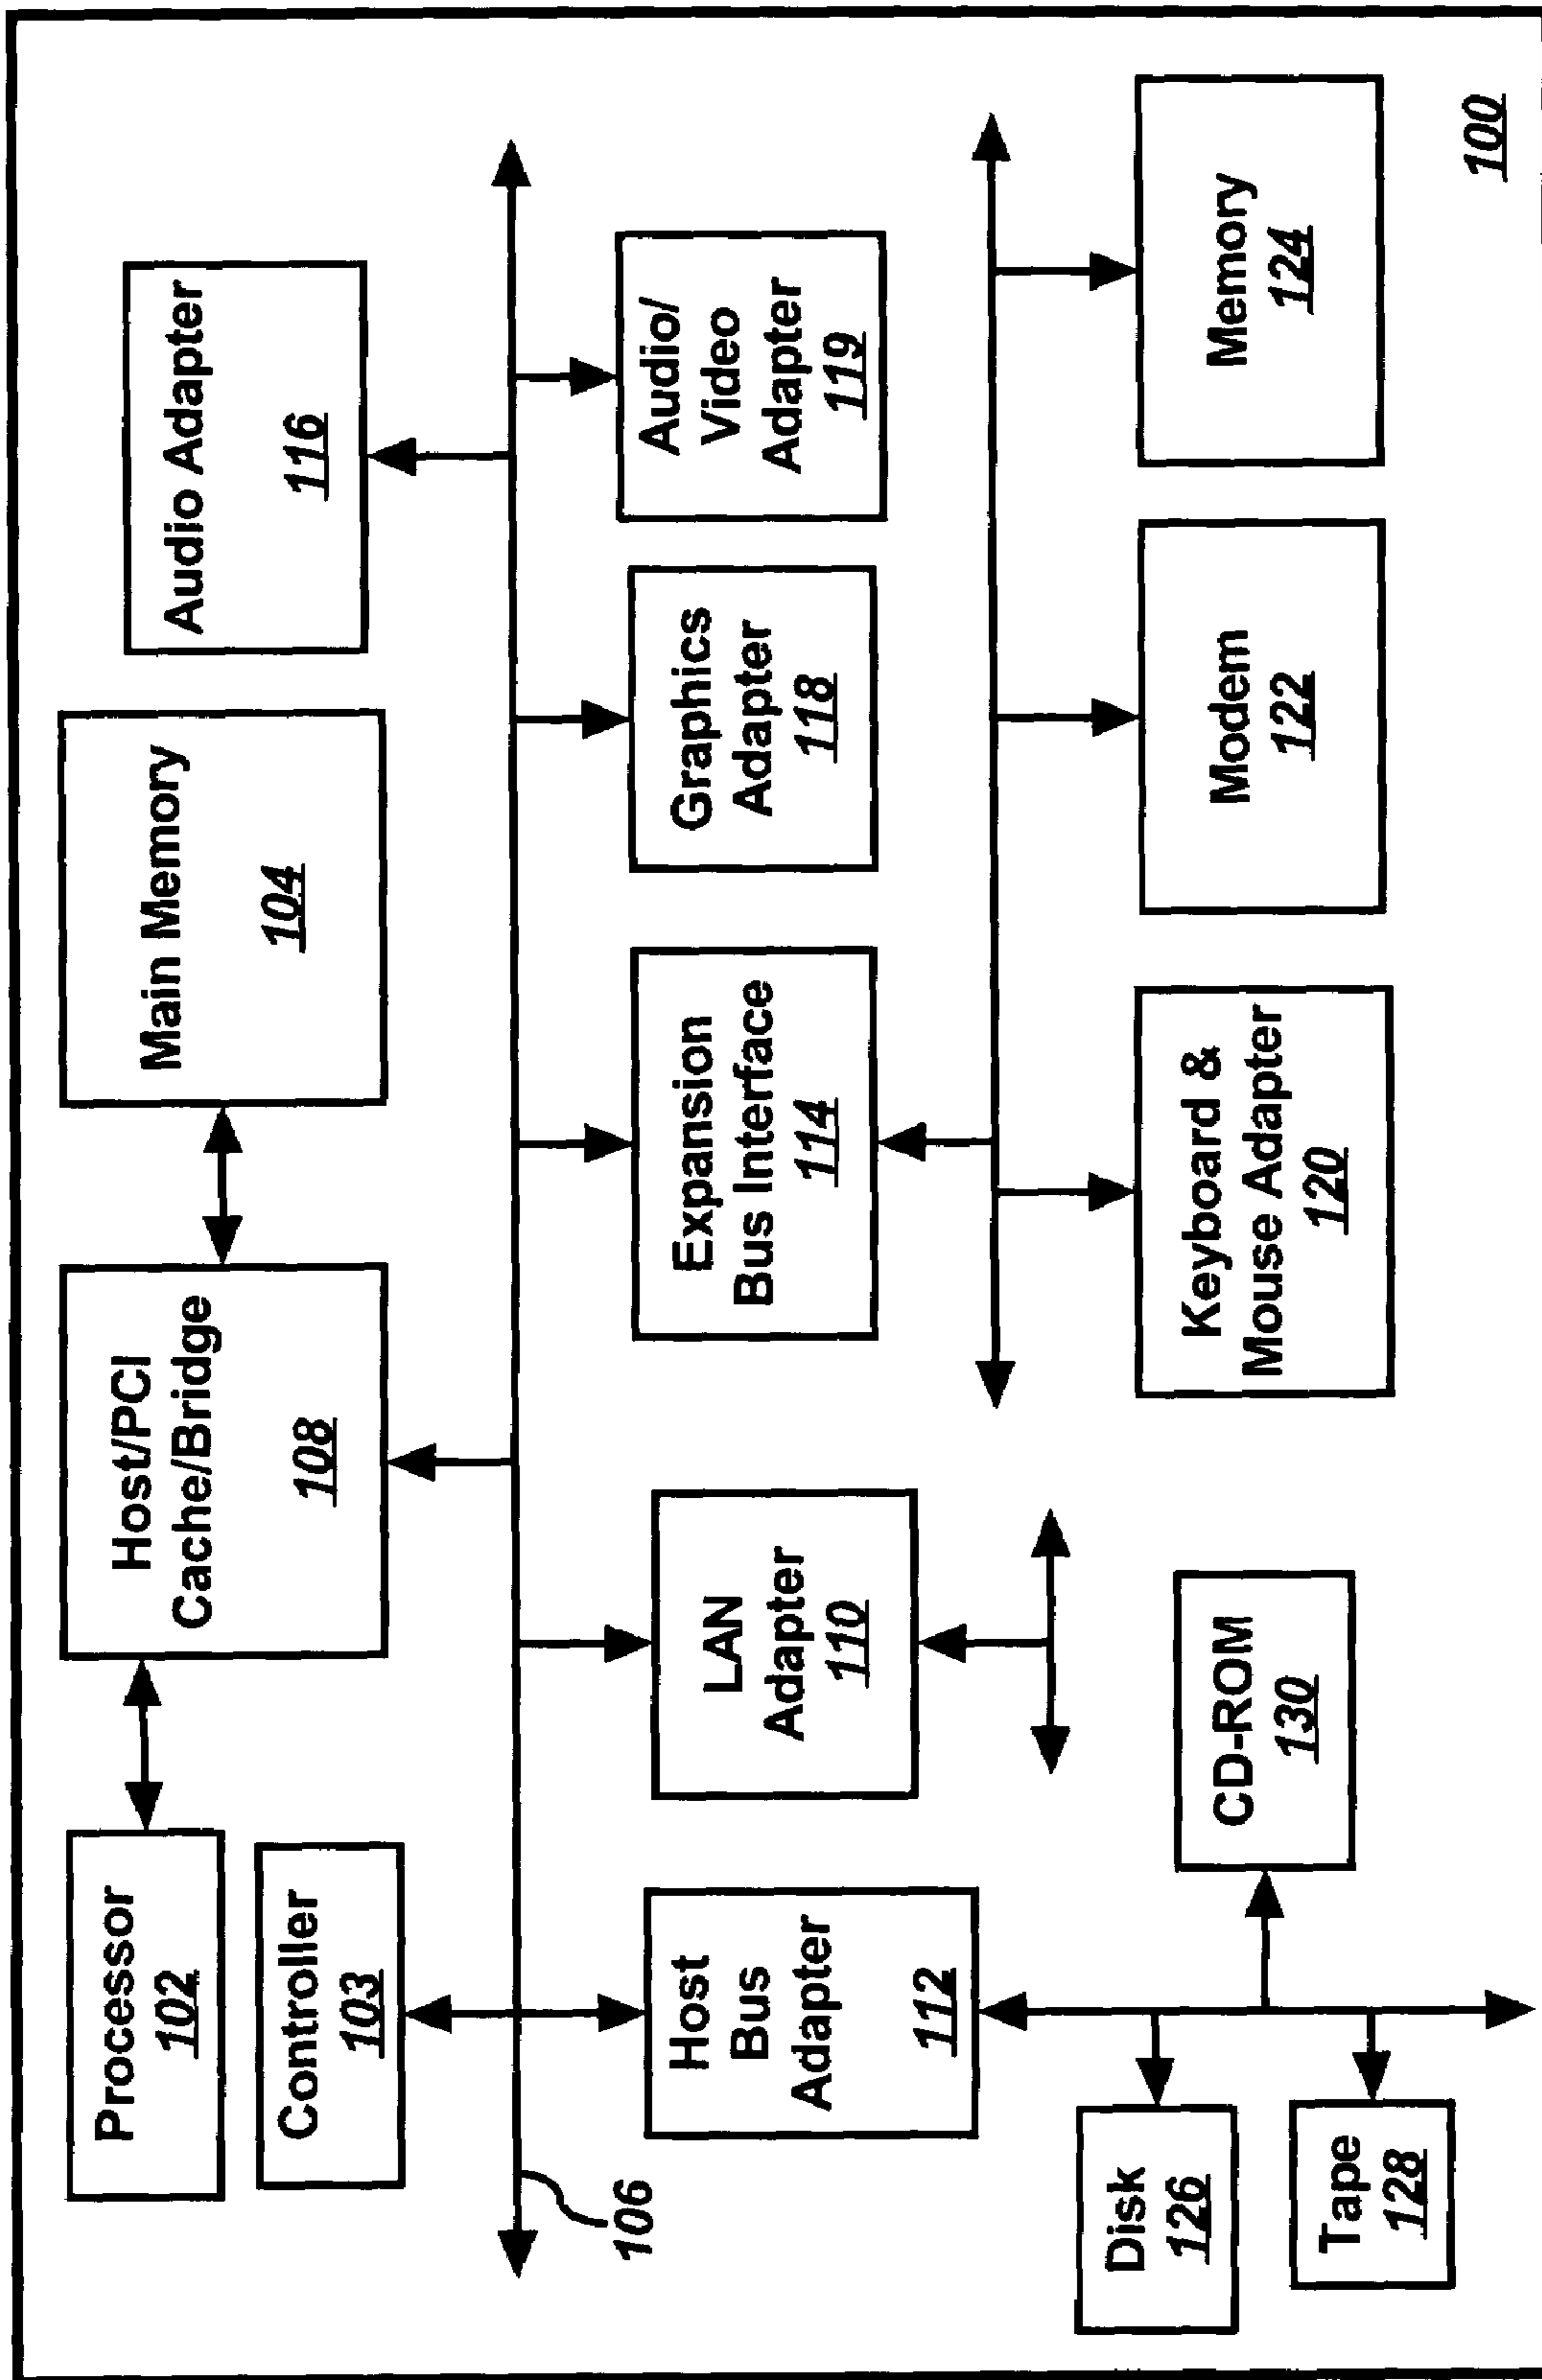 Processor
102
Host/PCI
Cache/Bridge
108
Main Memory
104
Audio Adapter
116
Controller
103
106
Host
Bus
Adapter
112
LAN
Adapter
110
Expansion
Bus Interface
114
Graphics
Adapter
118
Audio/
Video
Adapter
119
Disk
126
Tape
128
CD-ROM
130
Keyboard &
Mouse Adapter
120
Modem
122
Memory
124
100